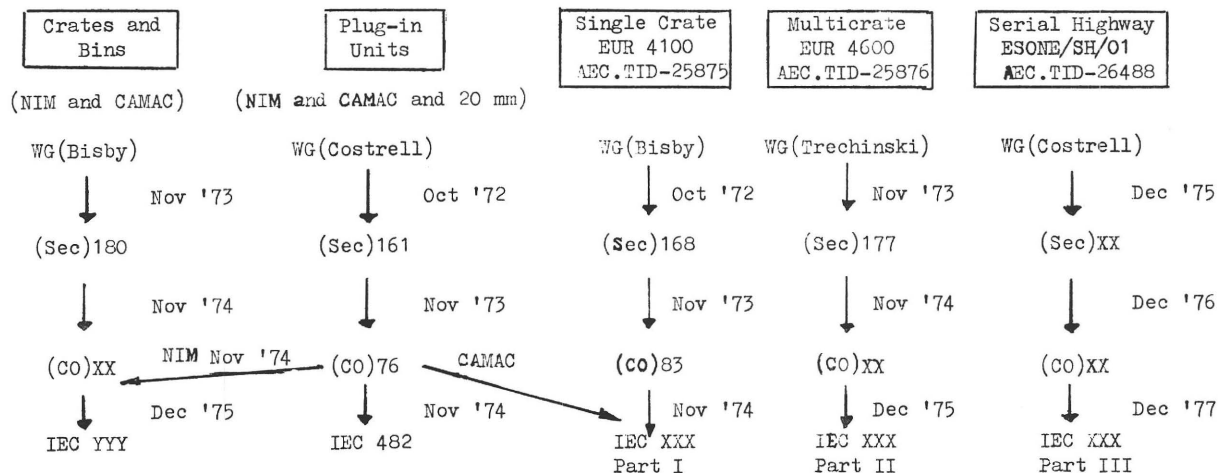 Crates and Bins
Plug-in Units
Single Crate
EUR 4100
AEC.TID-25875
Multicrate
EUR 4600
AEC.TID-25876
Serial Highway
ESONE/SH/01
AEC.TID-26488
(NIM and CAMAC)
(NIM and CAMAC and 20 mm)
WG(Bisby)
WG(Costrell)
WG(Bisby)
WG(Trechinski)
WG(Costrell)
Nov '73
Oct '72
Oct '72
Nov '73
Dec '75
(Sec)180
(Sec)161
(Sec)168
(Sec)177
(Sec)XX
Nov '74
Nov '73
Nov '73
Nov '74
Dec '76
(CO)XX
NIM Nov '74
(CO)76
CAMAC
(CO)83
(CO)XX
(CO)XX
Dec '75
Nov '74
Nov '74
Dec '75
Dec '77
IEC YYY
IEC 482
IEC XXX
Part I
IEC XXX
Part II
IEC XXX
Part III